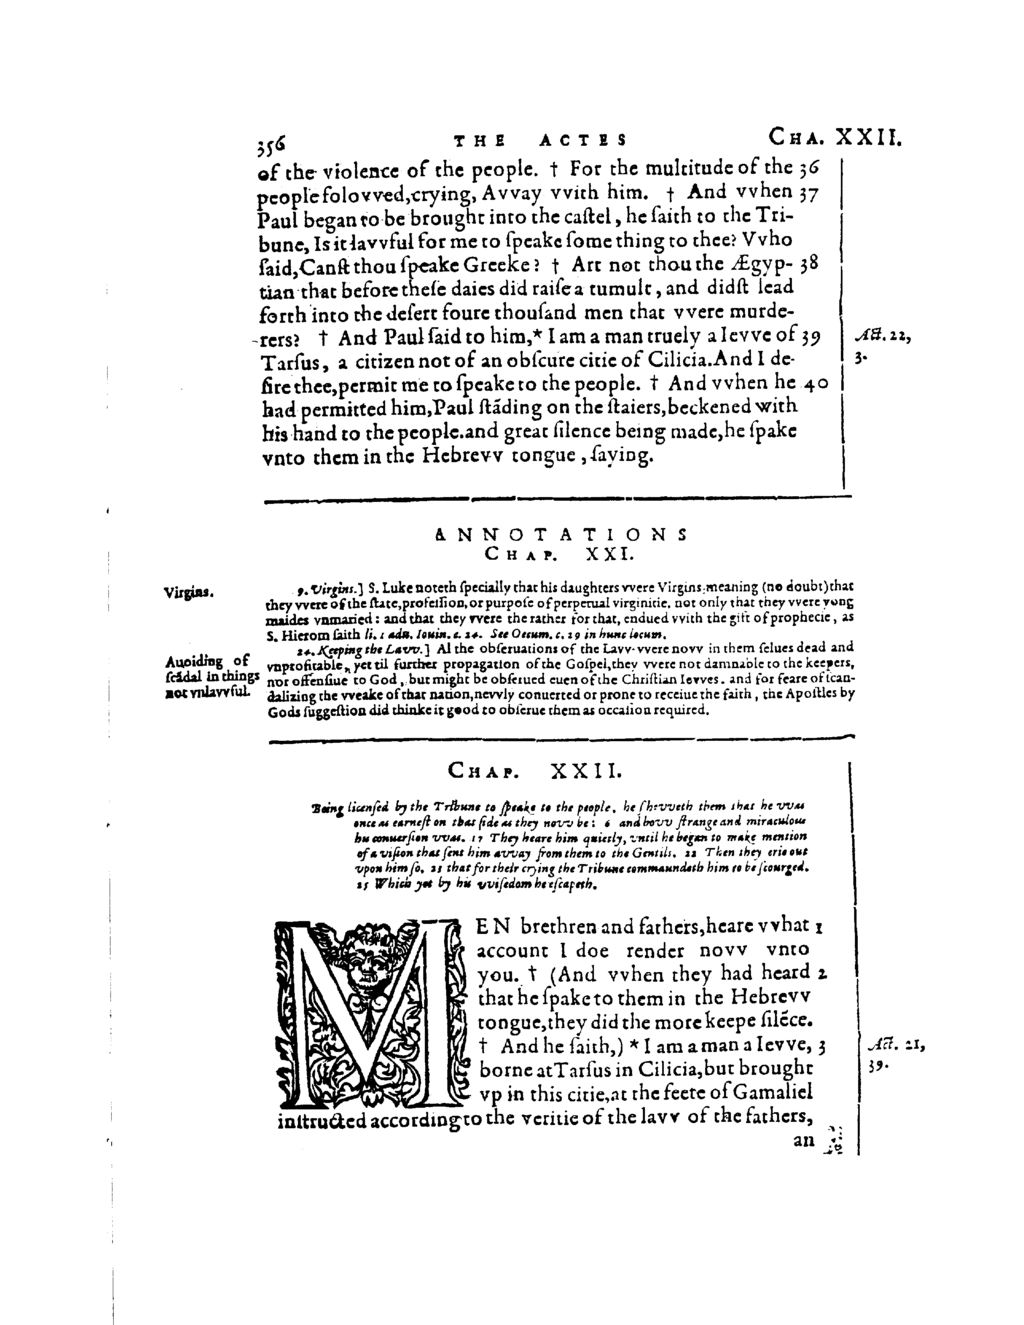 356 THE ACTES CHA. XXII.
of the violence of the people. † For the multitude of the 36
people folovved,crying, Avvay vvith him. † And vvhen 37
Paul began to be brought into the caſtel, he ſaith to the Tri-
bune, Is it lavvful for me to ſpeake ſome thing to thee? Vvho
ſaid,Canſt thou ſpeake Greeke? † Art not thou the Ægyp- 38
tian that before theſe daies did raiſe a tumult, and didſt lead
forth into the deſert foure thouſand men that vvere murde-
rers? † And Paul ſaid to him,* I am a man truely a Ievve of 39
Tarſus, a citizen not of an obſcure citie of Cilicia.And I de-
ſire thee,permit me to ſpeake to the people. † And vvhen he 40
had permitted him,Paul ſtāding on the ſtaiers,beckened with
his hand to the people.and great ſilence being made,he ſpake
vnto them in the Hebrevv tongue, ſaying.
Act. 22,
3.
ANNOTATIONS
CHAP. XXI.
Virgins.
9. Virgins.] S. Luke noteth ſpecially that his daughters vvere Virgins, meaning (no doubt) that
they vvere of the ſtate,profeſſion,or purpoſe of perpetual virginitie, not only that they vvere yong
maides vnmaried: and that they vvere the rather for that, endued vvith the gift of prophecie, as
S. Hierom ſaith li. 1 adu. Iouin. c. 24. See Oecum. c. 29 in hunc locum.
Auoiding of
ſcādal in things
not vnlavvful.
24. Keeping the Lavv.] Al the obſeruations of the Lavv vvere novv in them ſelues dead and
vnprofitable, yet til further propagation of the Goſpel,they vvere not damnable to the keepers,
nor offenſiue to God, but might be obſerued euen of the Chriſtian Ievves. and for feare of ſcan-
dalizing the vveake of that nation,nevvly conuerted or prone to receiue the faith, the Apoſtles by
Gods ſuggeſtion did thinke it good to obſerue them as occaſion required.
CHAP. XXII.
Being licenſed by the Tribune to ſpeake to the people, he ſhevveth them that he vvas
once as earneſt on that ſide as they novv be: 6 and hovv ſtrange and miraculous
his conuerſion vvas. 17 They heare him quietly, vntil he began to make mention
of a viſion that ſent him avvay from them to the Gentils. 22 Then they crie out
vpon him ſo, 25 that for their crying the Tribune commaundeth him to be ſcourged.
25 Which yet by his vviſedom he eſcapeth.
MEN brethren and fathers,heare vvhat 1
account I doe render novv vnto
you. † (And vvhen they had heard 2
that he ſpake to them in the Hebrevv
tongue,they did the more keepe ſilēce.
† And he ſaith,) * I am a man a Ievve, 3
borne at Tarſus in Cilicia,but brought
vp in this citie,at the feete of Gamaliel
inſtructed according to the veritie of the lavv of the fathers,
Act. 21,
39.
an